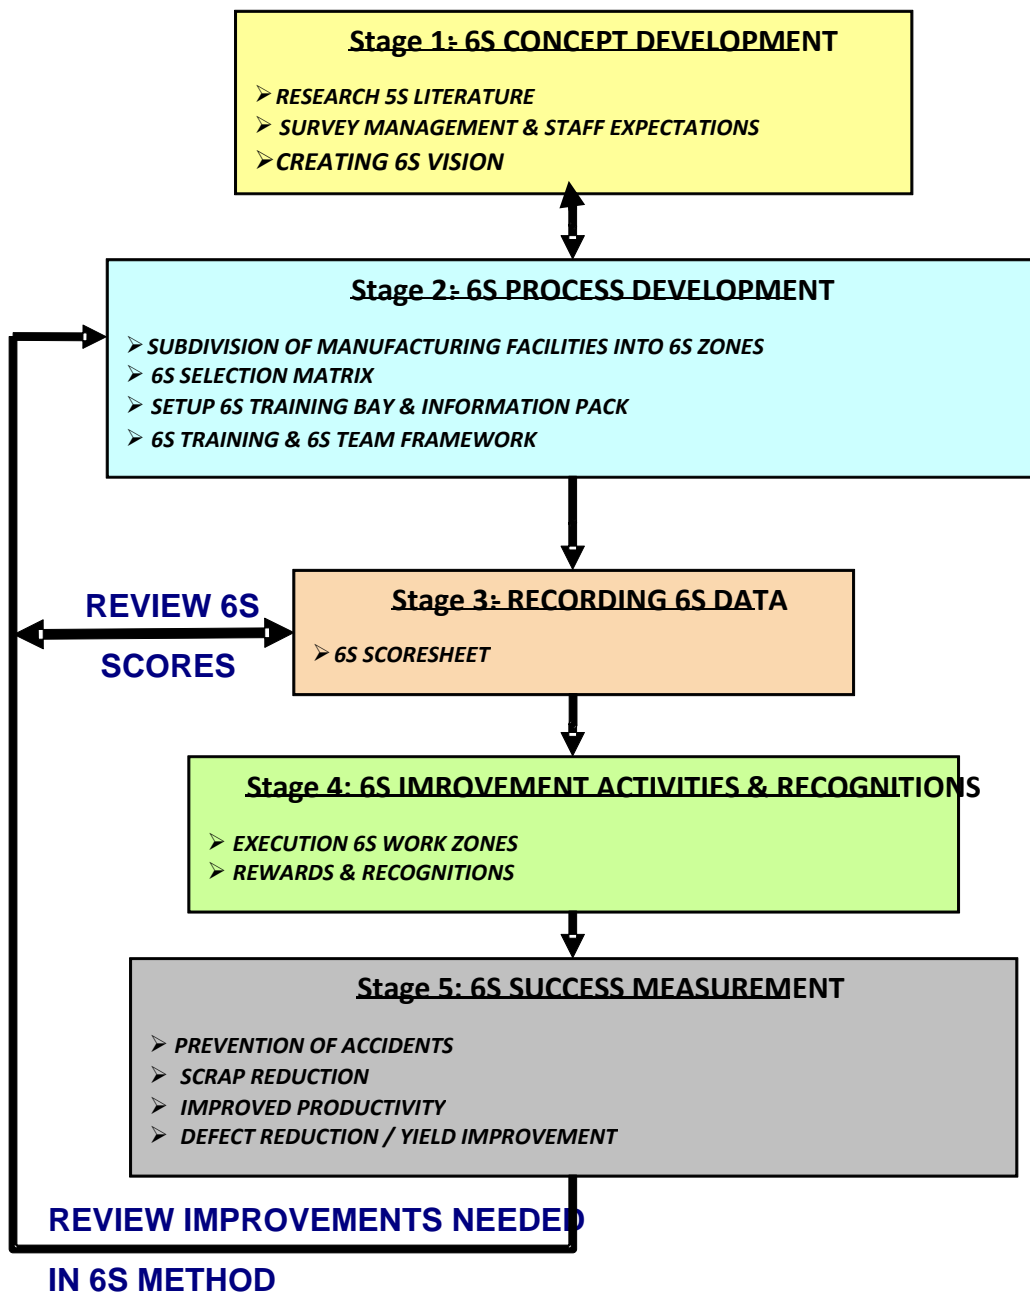 Stage 1:- 6S CONCEPT DEVELOPMENT
➢ RESEARCH 5S LITERATURE
➢ SURVEY MANAGEMENT & STAFF EXPECTATIONS
➢ CREATING 6S VISION
Stage 2:- 6S PROCESS DEVELOPMENT
➢ SUBDIVISION OF MANUFACTURING FACILITIES INTO 6S ZONES
➢ 6S SELECTION MATRIX
➢ SETUP 6S TRAINING BAY & INFORMATION PACK
➢ 6S TRAINING & 6S TEAM FRAMEWORK
REVIEW 6S
SCORES
Stage 3:- RECORDING 6S DATA
➢ 6S SCORESHEET
Stage 4: 6S IMROVEMENT ACTIVITIES & RECOGNITIONS
➢ EXECUTION 6S WORK ZONES
➢ REWARDS & RECOGNITIONS
Stage 5: 6S SUCCESS MEASUREMENT
➢ PREVENTION OF ACCIDENTS
➢ SCRAP REDUCTION
➢ IMPROVED PRODUCTIVITY
➢ DEFECT REDUCTION / YIELD IMPROVEMENT
REVIEW IMPROVEMENTS NEEDED
IN 6S METHOD